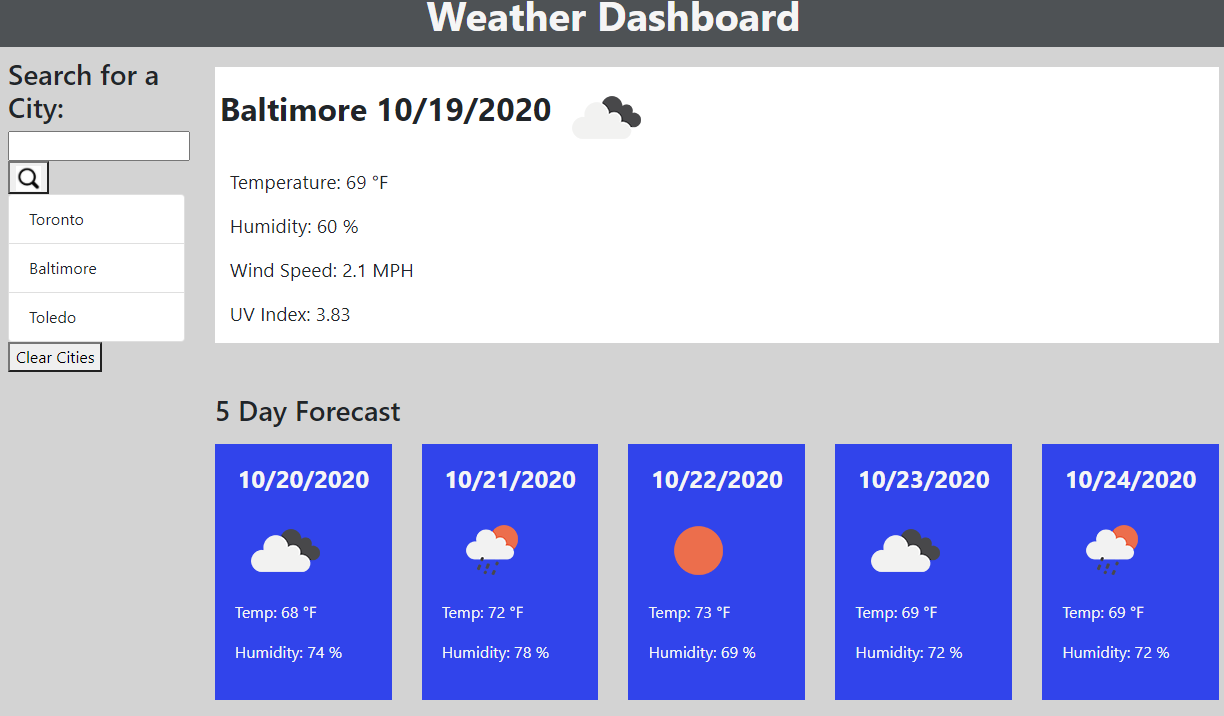 Weather Dashboard
Search for a
City:
Toronto
Baltimore
Toledo
Clear Cities
Baltimore 10/19/2020
Temperature: 69 °F
Humidity: 60 %
Wind Speed: 2.1 MPH
UV Index: 3.83
5 Day Forecast
10/20/2020
Temp: 68 °F
Humidity: 74 %
10/21/2020
Temp: 72 °F
Humidity: 78 %
10/22/2020
Temp: 73 °F
Humidity: 69 %
10/23/2020
Temp: 69 °F
Humidity: 72 %
10/24/2020
Temp: 69 °F
Humidity: 72 %